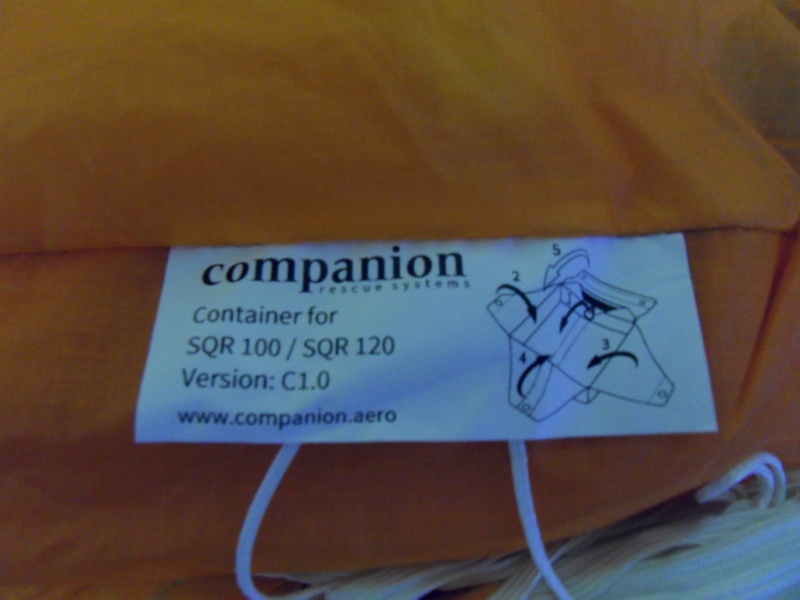 companion
rescue systems
Container for
SQR 100 / SQR 120
Version: C1.0
www.companion.aero
5
2
3
4